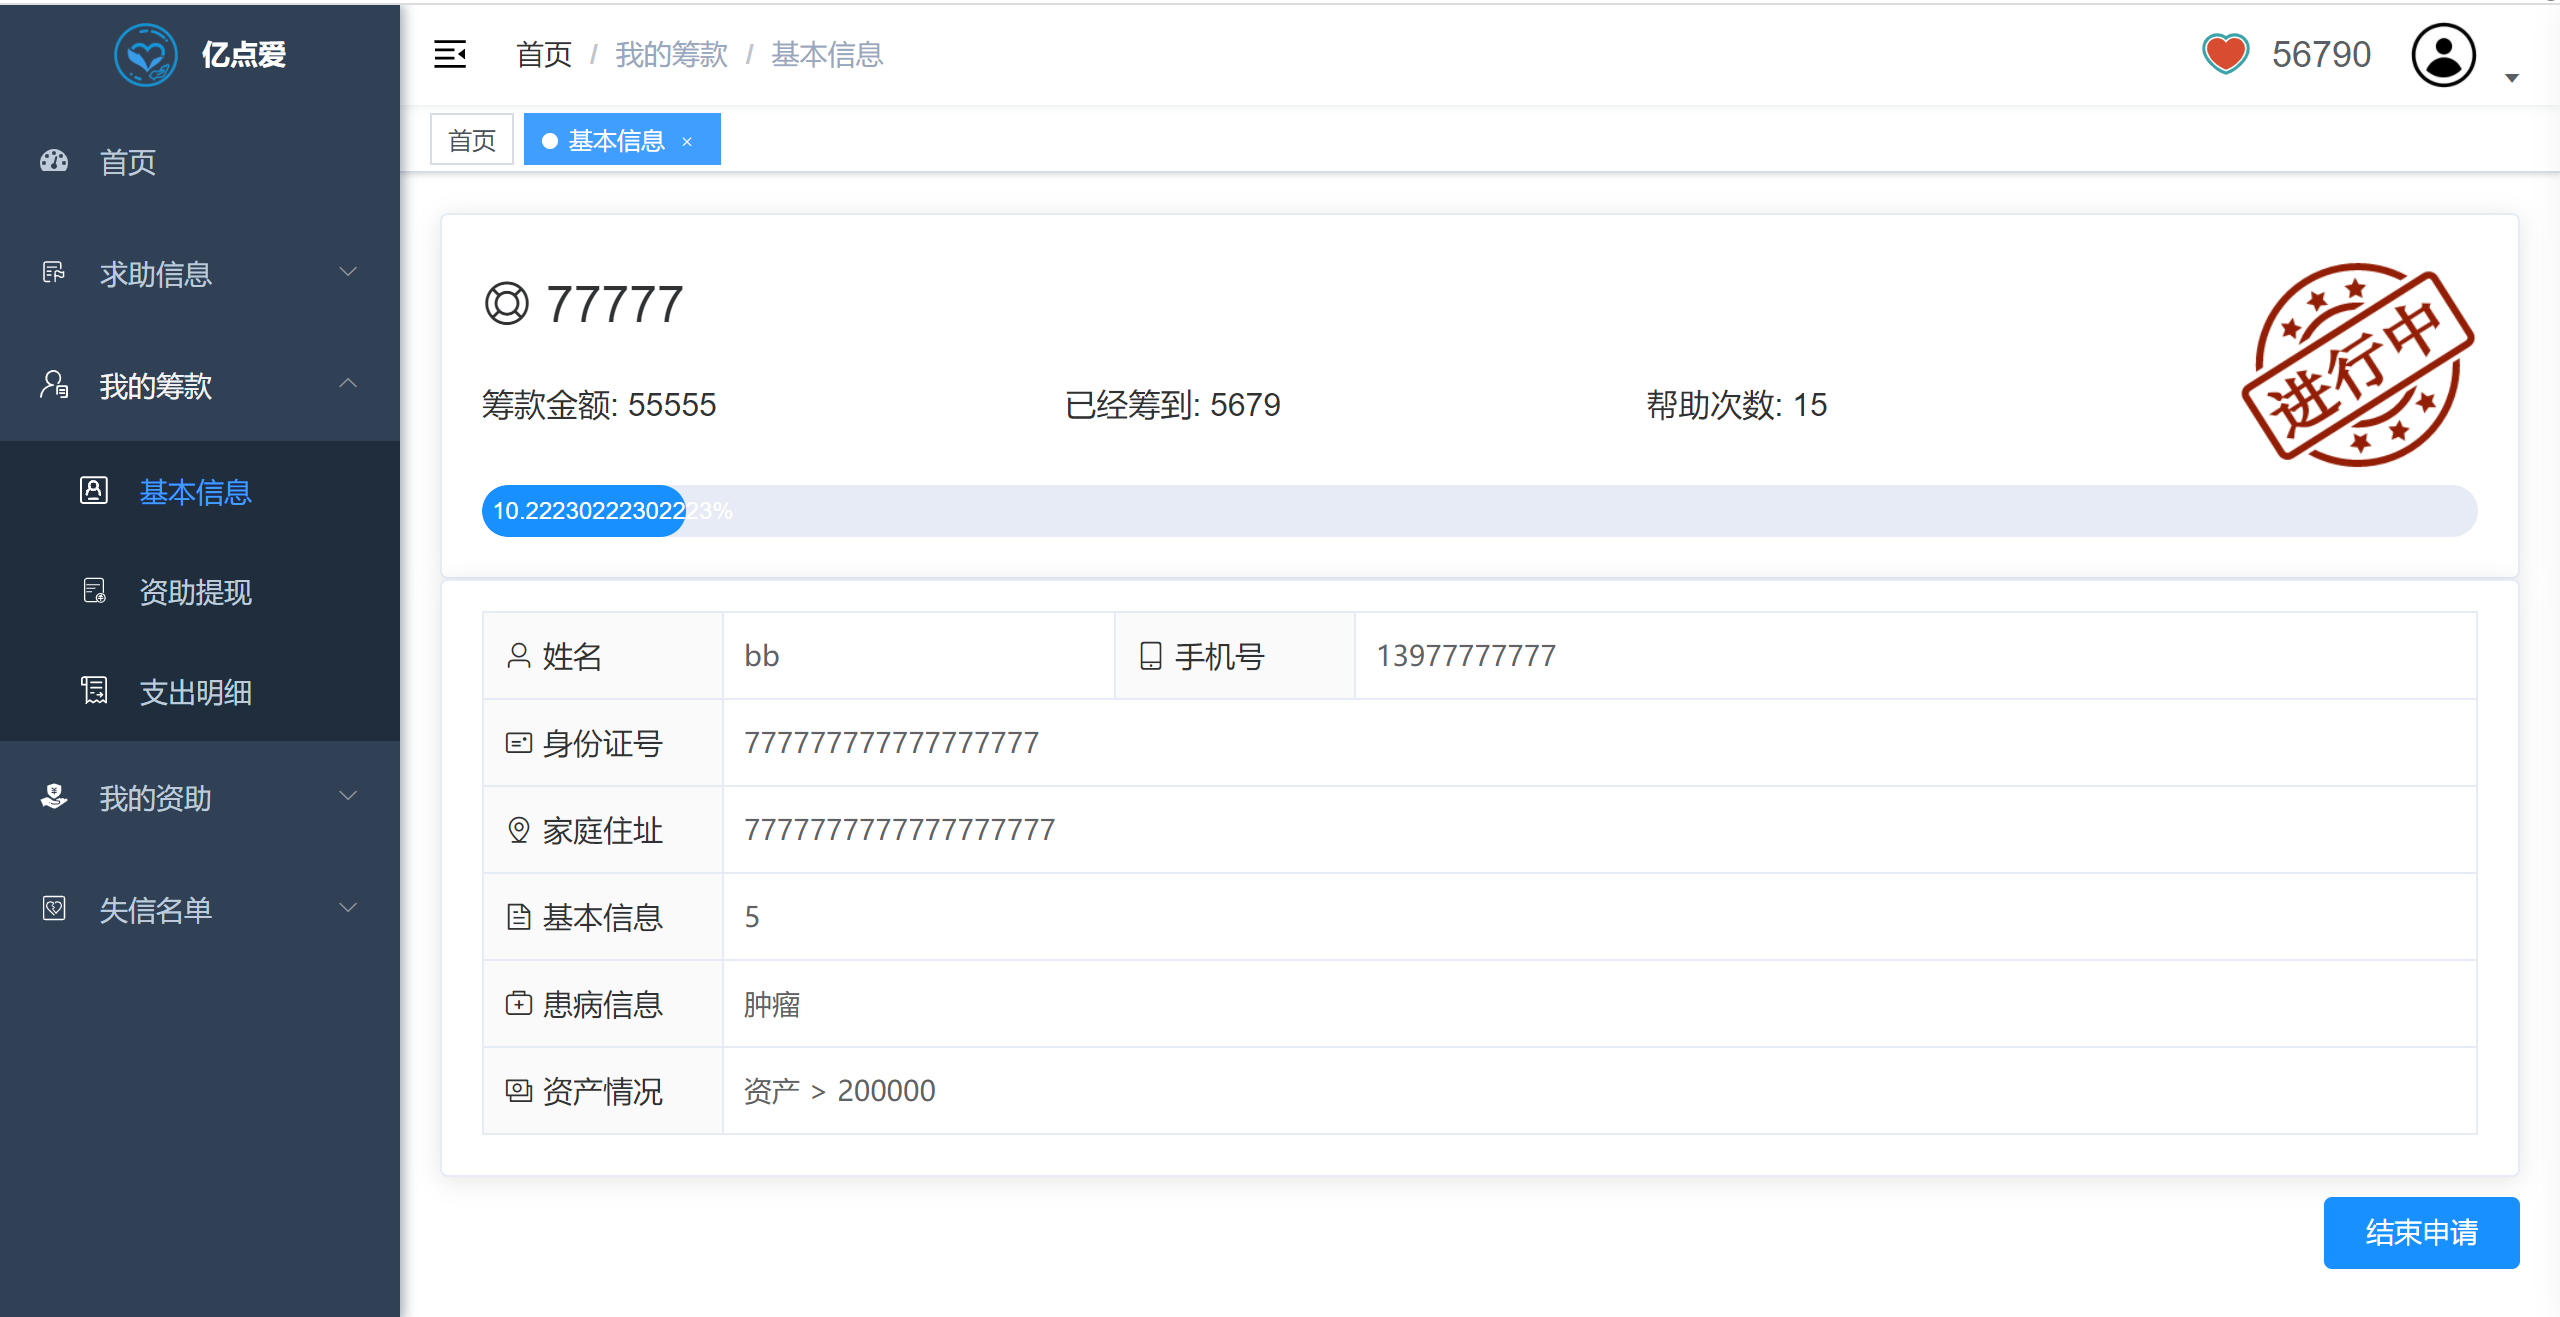 亿点爱
首页
求助信息
我的筹款
基本信息
资助提现
支出明细
我的资助
失信名单
首页 / 我的筹款 / 基本信息
56790
首页
基本信息 ×
77777
进行中
筹款金额: 55555 已经筹到: 5679 帮助次数: 15
10.22230222302223%
姓名 bb 手机号 13977777777
身份证号 777777777777777777
家庭住址 7777777777777777777
基本信息 5
患病信息 肿瘤
资产情况 资产 > 200000
结束申请